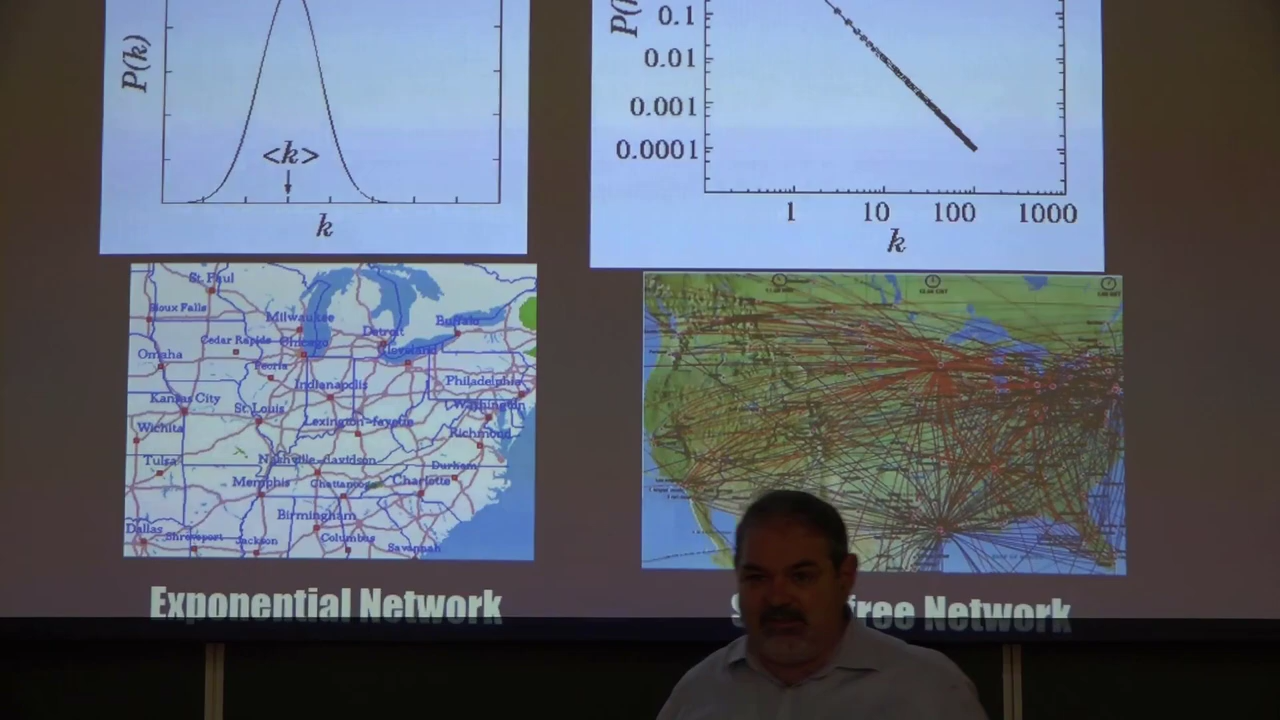 P(k)
<k>
k
0.1
0.01
0.001
0.0001
1 10 100 1000
k
St. Paul
Sioux Falls
Milwaukee
Buffalo
Detroit
Cedar Rapids
Chicago
Cleveland
Omaha
Peoria
Indianapolis
Philadelphia
Kansas City
St Louis
Washington
Lexington-fayette
Wichita
Richmond
Nashville-davidson
Tulsa
Durham
Memphis
Chattanooga
Charlotte
Birmingham
Dallas
Shreveport
Jackson
Columbus
Savannah
Exponential Network
free Network